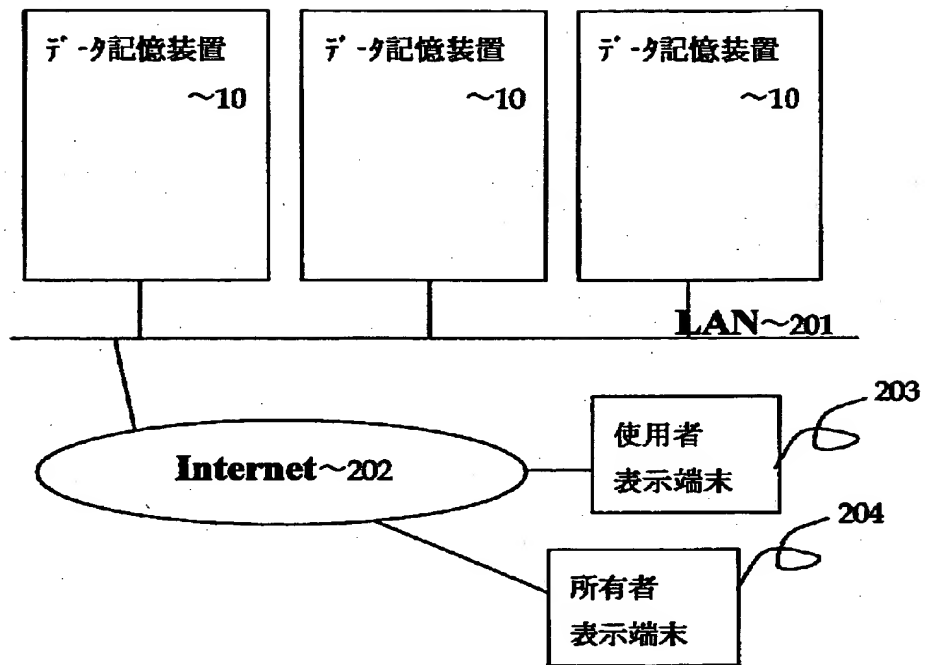 データ記憶装置
～10
データ記憶装置
～10
データ記憶装置
～10
LAN～201
Internet～202
203
使用者
表示端末
204
所有者
表示端末